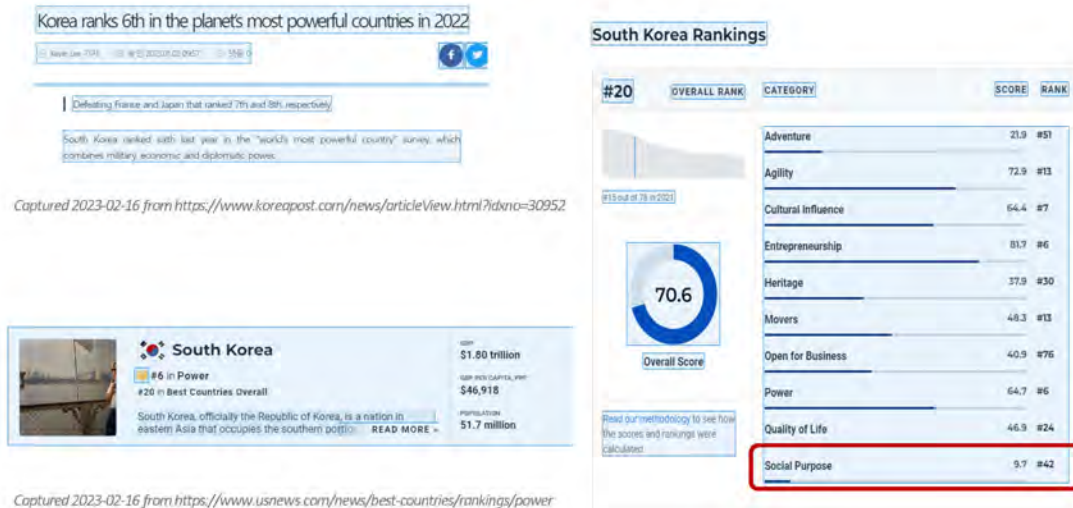 Korea ranks 6th in the planet's most powerful countries in 2022
Defeating France and Japan that ranked 7th and 8th, respectively
South Korea ranked sixth last year in the "world's most powerful country" survey, which
combines military, economic and diplomatic power.
Captured 2023-02-16 from https://www.koreapost.com/news/articleView.html?idxno=30952
South Korea
#6 in Power
#20 in Best Countries Overall
South Korea, officially the Republic of Korea, is a nation in
eastern Asia that occupies the southern portio
READ MORE »
GDP
$1.80 trillion
GDP PER CAPITA, PPP
$46,918
POPULATION
51.7 million
Captured 2023-02-16 from https://www.usnews.com/news/best-countries/rankings/power
South Korea Rankings
#20 OVERALL RANK
#15 out of 78 in 2021
70.6
Overall Score
Read our methodology to see how
the scores and rankings were
calculated
CATEGORY SCORE RANK
Adventure 21.9 #51
Agility 72.9 #13
Cultural Influence 64.4 #7
Entrepreneurship 81.7 #6
Heritage 37.9 #30
Movers 48.3 #13
Open for Business 40.9 #76
Power 64.7 #6
Quality of Life 46.9 #24
Social Purpose 9.7 #42